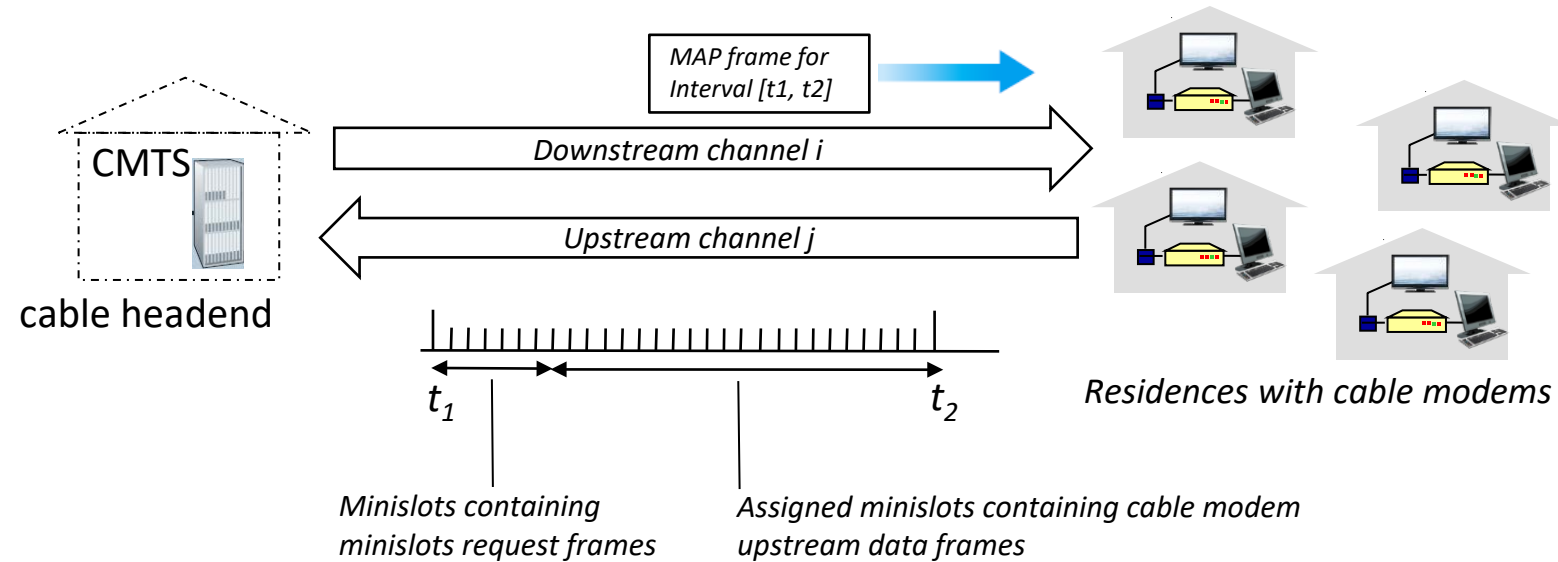 MAP frame for
Interval [t1, t2]
CMTS
Downstream channel i
Upstream channel j
cable headend
t1
t2
Residences with cable modems
Minislots containing
minislots request frames
Assigned minislots containing cable modem
upstream data frames